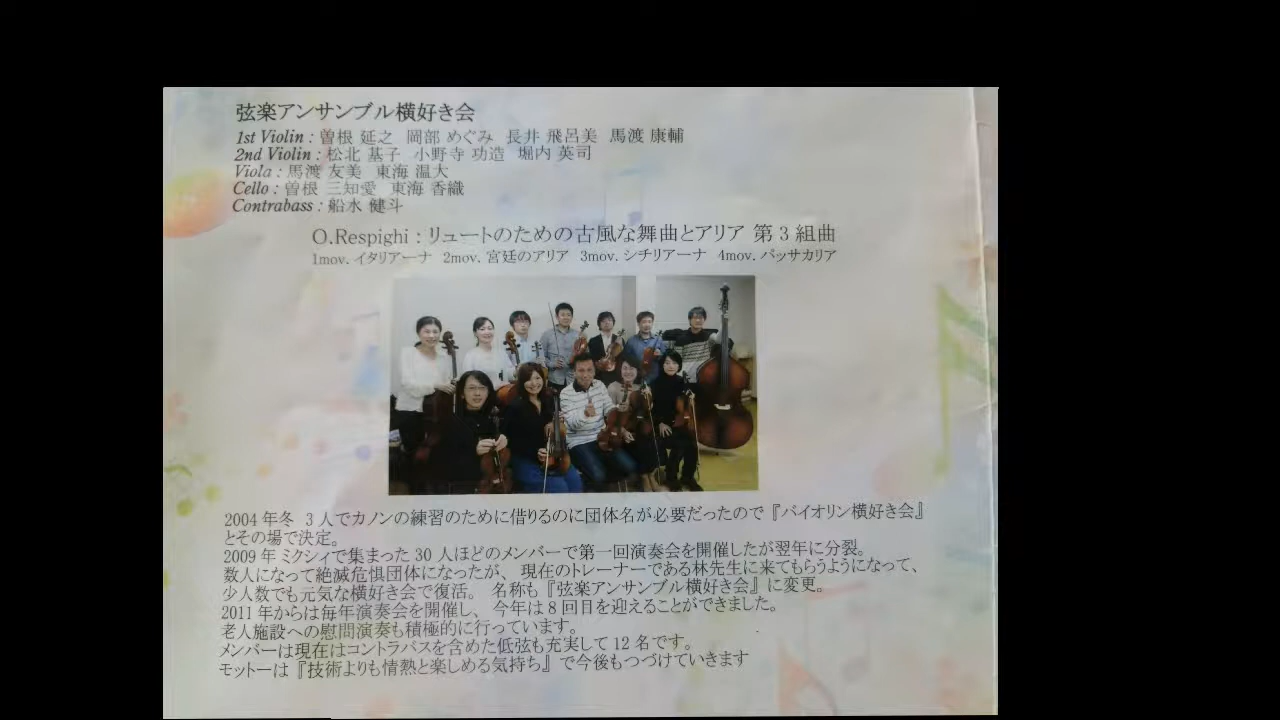 弦楽アンサンブル横好き会
1st Violin : 曽根 延之 岡部 めぐみ 長井 飛呂美 馬渡 康輔
2nd Violin : 松北 基子 小野寺 功造 堀内 英司
Viola : 馬渡 友美 東海 温大
Cello : 曽根 三知愛 東海 香織
Contrabass : 船水 健斗
O.Respighi : リュートのための古風な舞曲とアリア 第3組曲
1mov. イタリアーナ 2mov. 宮廷のアリア 3mov. シチリアーナ 4mov. パッサカリア
2004年冬 3人でカノンの練習のために借りるのに団体名が必要だったので『バイオリン横好き会』
とその場で決定。
2009年 ミクシィで集まった30人ほどのメンバーで第一回演奏会を開催したが翌年に分裂。
数人になって絶滅危惧団体になったが、 現在のトレーナーである林先生に来てもらうようになって、
少人数でも元気な横好き会で復活。 名称も『弦楽アンサンブル横好き会』に変更。
2011年からは毎年演奏会を開催し、 今年は8回目を迎えることができました。
老人施設への慰問演奏も積極的に行っています。
メンバーは現在はコントラバスを含めた低弦も充実して12名です。
モットーは『技術よりも情熱と楽しめる気持ち』で今後もつづけていきます